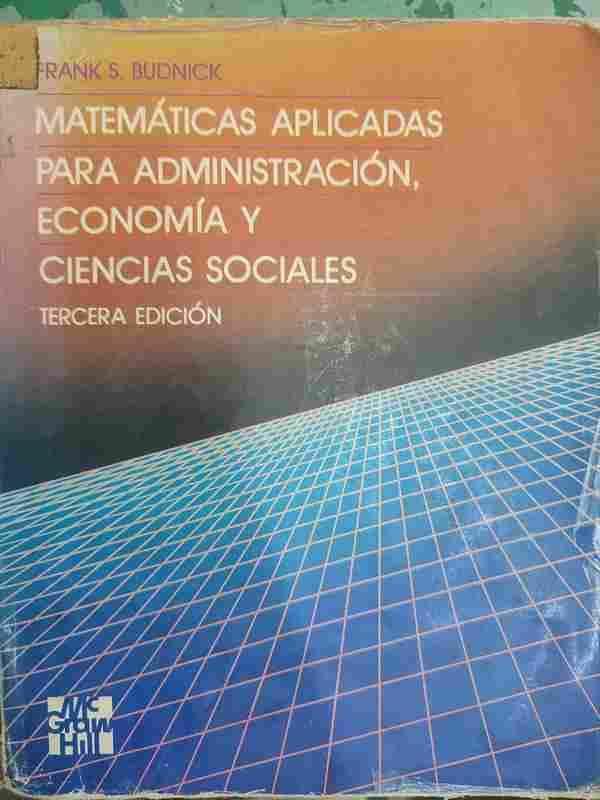 FRANK S. BUDNICK
MATEMÁTICAS APLICADAS
PARA ADMINISTRACIÓN,
ECONOMÍA Y
CIENCIAS SOCIALES
TERCERA EDICIÓN
Mc
Graw
Hill